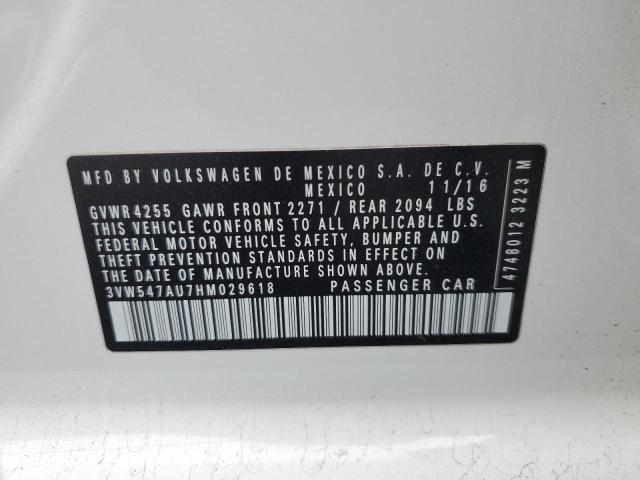 MFD BY VOLKSWAGEN DE MEXICO S.A. DE C.V.
MEXICO 11/16
GVWR 4255 GAWR FRONT 2271 / REAR 2094 LBS
THIS VEHICLE CONFORMS TO ALL APPLICABLE U.S.
FEDERAL MOTOR VEHICLE SAFETY, BUMPER AND
THEFT PREVENTION STANDARDS IN EFFECT ON
THE DATE OF MANUFACTURE SHOWN ABOVE.
3VW547AU7HM029618 PASSENGER CAR
4748012 3223 M